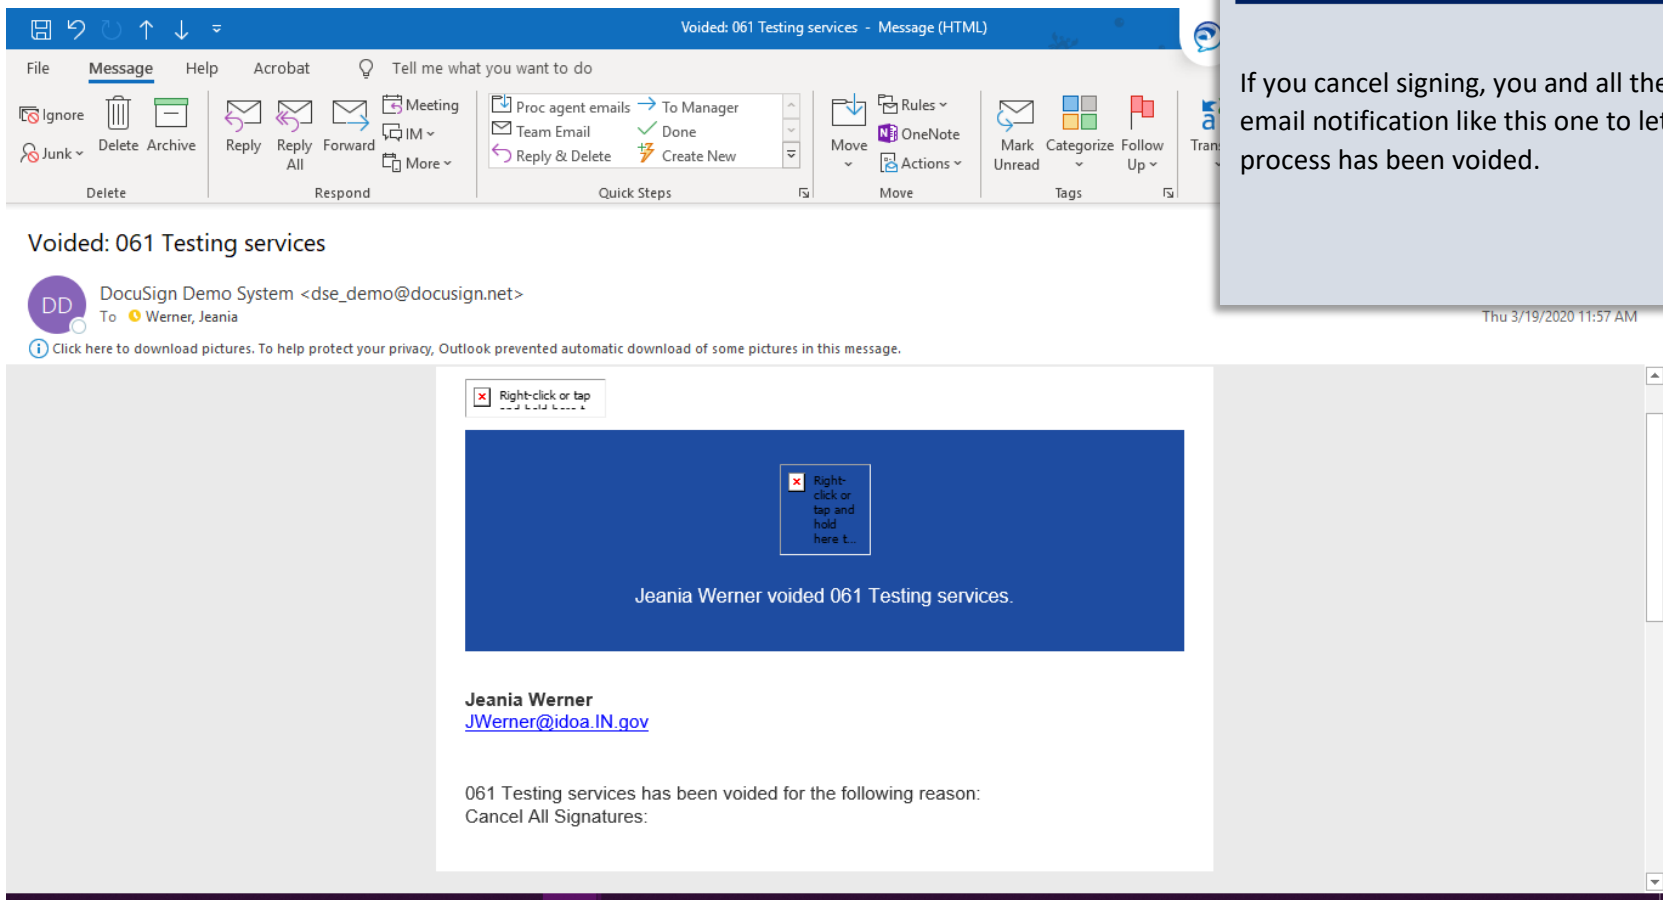 Voided: 061 Testing services - Message (HTML)
File Message Help Acrobat Tell me what you want to do
Ignore
Junk
Delete Archive
Delete
Reply Reply All Forward
Meeting
IM
More
Respond
Proc agent emails To Manager
Team Email Done
Reply & Delete Create New
Quick Steps
Move
Rules
OneNote
Actions
Move
Mark Unread Categorize Follow Up
Tags
If you cancel signing, you and all the
email notification like this one to let
process has been voided.
Voided: 061 Testing services
DD
DocuSign Demo System <dse_demo@docusign.net>
To Werner, Jeania
Thu 3/19/2020 11:57 AM
Click here to download pictures. To help protect your privacy, Outlook prevented automatic download of some pictures in this message.
Right-click or tap
and hold here t
Right-
click or
tap and
hold
here t...
Jeania Werner voided 061 Testing services.
Jeania Werner
JWerner@idoa.IN.gov
061 Testing services has been voided for the following reason:
Cancel All Signatures: